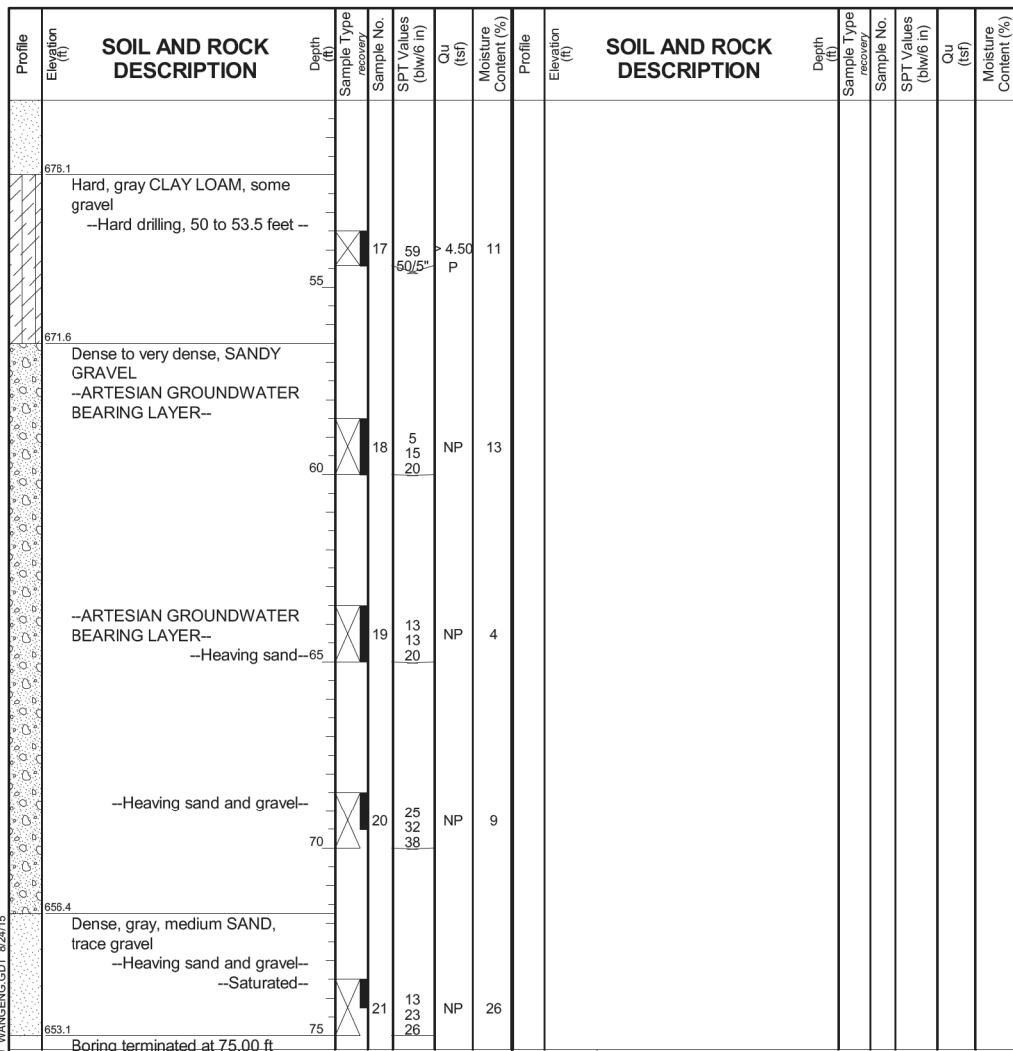 Profile
Elevation
(ft)
SOIL AND ROCK
DESCRIPTION
Depth
(ft)
Sample Type
recovery
Sample No.
SPT Values
(blw/6 in)
Qu
(tsf)
Moisture
Content (%)
Profile
Elevation
(ft)
SOIL AND ROCK
DESCRIPTION
Depth
(ft)
Sample Type
recovery
Sample No.
SPT Values
(blw/6 in)
Qu
(tsf)
Moisture
Content (%)
678.1
Hard, gray CLAY LOAM, some
gravel
--Hard drilling, 50 to 53.5 feet --
17 59 > 4.50 11
50/5" P
55
671.6
Dense to very dense, SANDY
GRAVEL
--ARTESIAN GROUNDWATER
BEARING LAYER--
5
18 15 NP 13
60 20
--ARTESIAN GROUNDWATER
BEARING LAYER--
13
19 13 NP 4
--Heaving sand-- 65 20
--Heaving sand and gravel--
25
20 32 NP 9
70 38
656.4
Dense, gray, medium SAND,
trace gravel
--Heaving sand and gravel--
--Saturated--
13
21 23 NP 26
653.1 75 26
Boring terminated at 75.00 ft
WANGENG.GDT 8/24/15